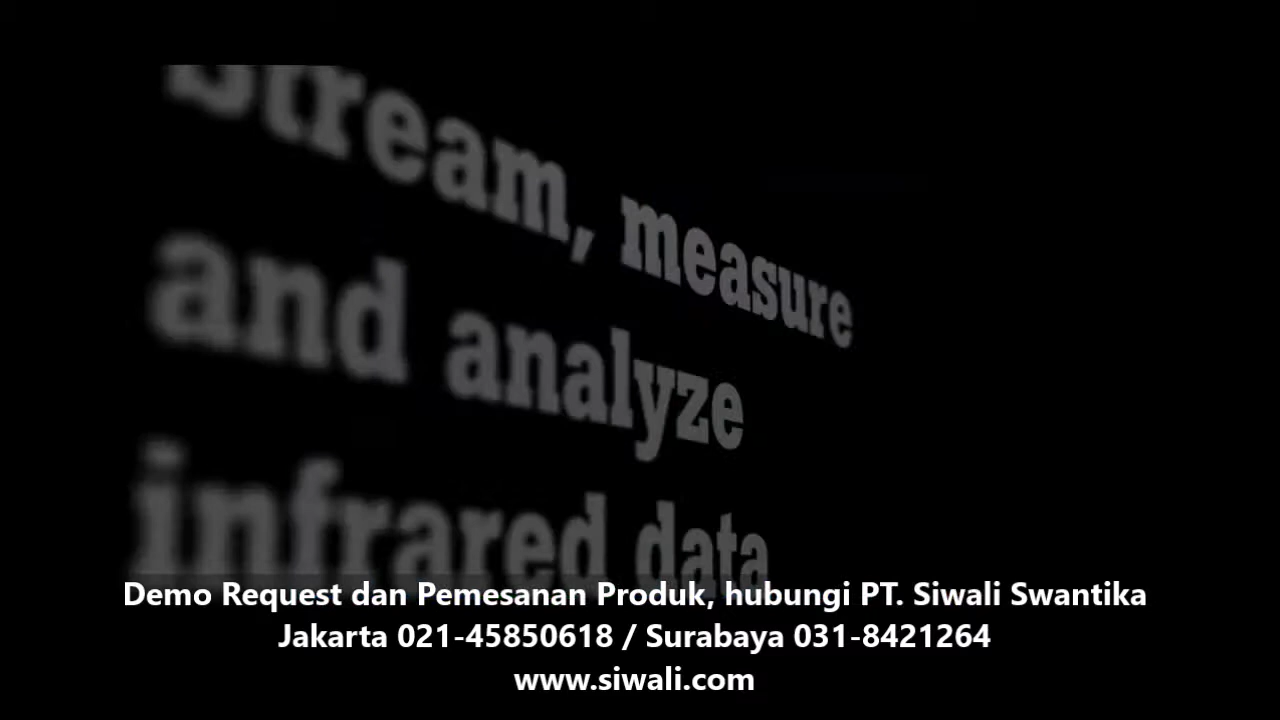 Stream, measure
and analyze
infrared data
Demo Request dan Pemesanan Produk, hubungi PT. Siwali Swantika
Jakarta 021-45850618 / Surabaya 031-8421264
www.siwali.com